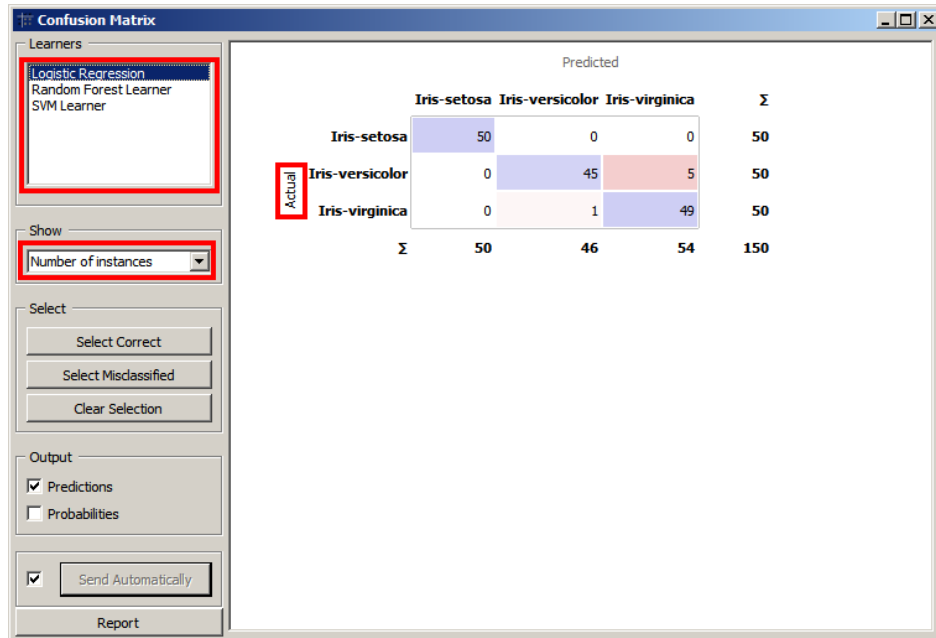 Confusion Matrix
Learners
Logistic Regression
Random Forest Learner
SVM Learner
Show
Number of instances
Select
Select Correct
Select Misclassified
Clear Selection
Output
Predictions
Probabilities
Send Automatically
Report
Predicted
Iris-setosa Iris-versicolor Iris-virginica Σ
Actual
Iris-setosa 50 0 0 50
Iris-versicolor 0 45 5 50
Iris-virginica 0 1 49 50
Σ 50 46 54 150